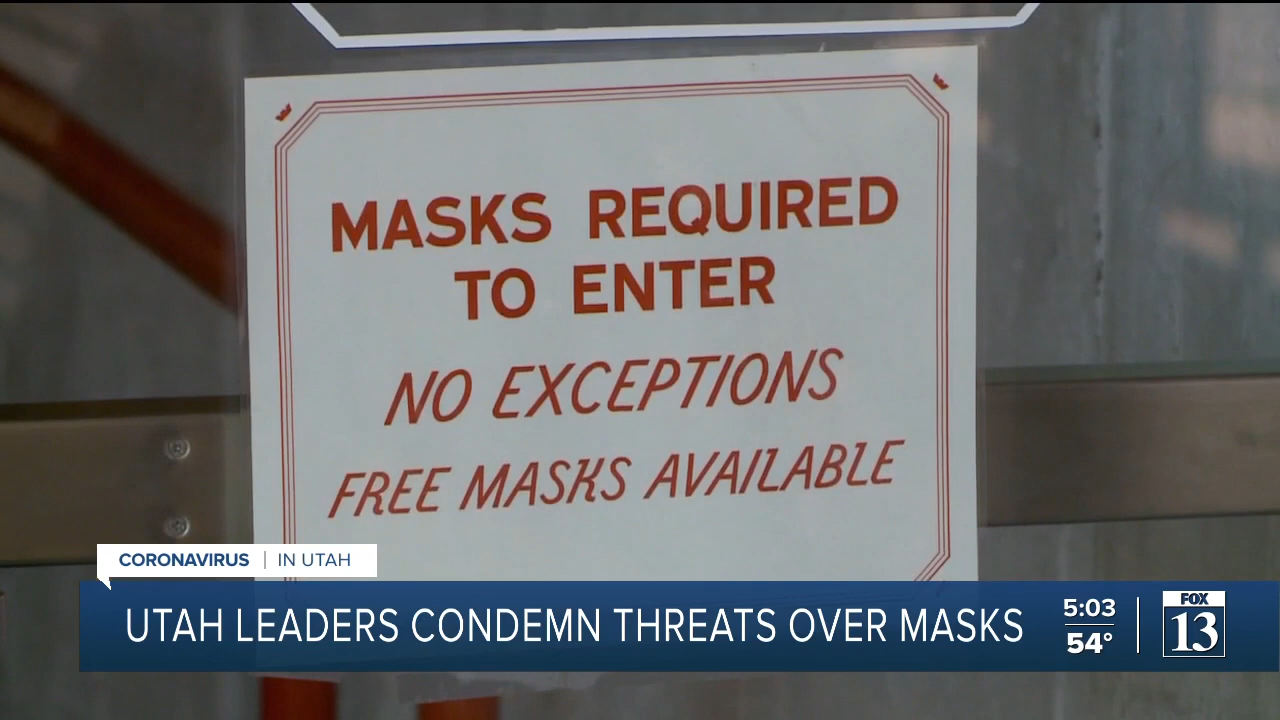 MASKS REQUIRED
TO ENTER
NO EXCEPTIONS
FREE MASKS AVAILABLE
CORONAVIRUS | IN UTAH
UTAH LEADERS CONDEMN THREATS OVER MASKS
5:03
54°
FOX
13